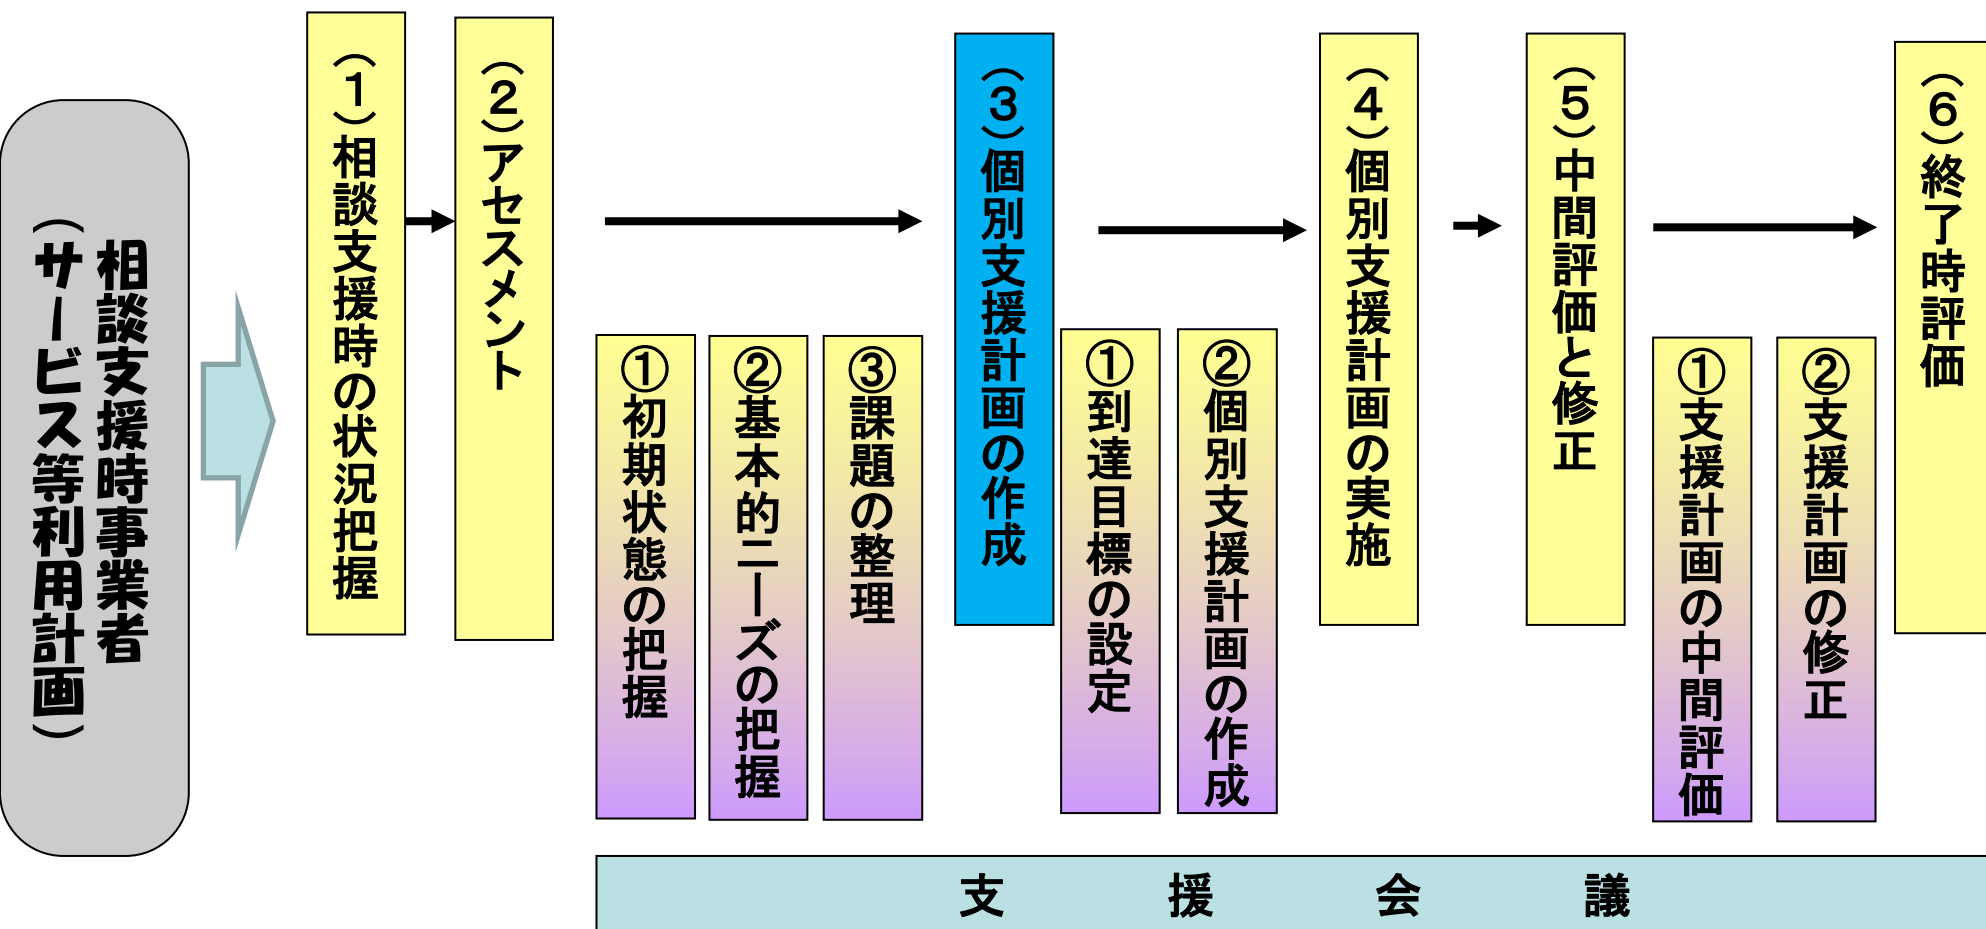 相談支援時事業者
（サービス等利用計画）
（１）相談支援時の状況把握
（２）アセスメント
①初期状態の把握
②基本的ニーズの把握
③課題の整理
（３）個別支援計画の作成
①到達目標の設定
②個別支援計画の作成
（４）個別支援計画の実施
（５）中間評価と修正
①支援計画の中間評価
②支援計画の修正
（６）終了時評価
支援会議